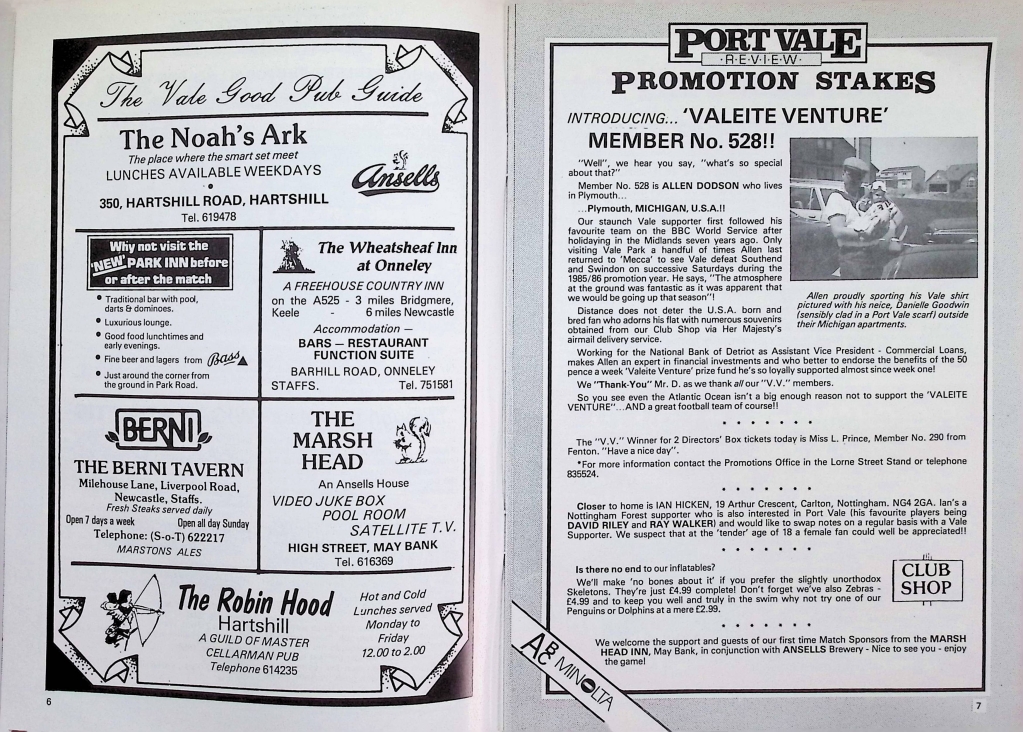 The Vale Good Pub Guide
The Noah's Ark
The place where the smart set meet
LUNCHES AVAILABLE WEEKDAYS
•
350, HARTSHILL ROAD, HARTSHILL
Tel. 619478
Ansells
Why not visit the
'NEW' PARK INN before
or after the match
• Traditional bar with pool,
darts & dominoes.
• Luxurious lounge.
• Good food lunchtimes and
early evenings.
• Fine beer and lagers from Bass
• Just around the corner from
the ground in Park Road.
The Wheatsheaf Inn
at Onneley
A FREEHOUSE COUNTRY INN
on the A525 - 3 miles Bridgmere,
Keele - 6 miles Newcastle
Accommodation —
BARS — RESTAURANT
FUNCTION SUITE
BARHILL ROAD, ONNELEY
STAFFS. Tel. 751581
BERNI
THE BERNI TAVERN
Milehouse Lane, Liverpool Road,
Newcastle, Staffs.
Fresh Steaks served daily
Open 7 days a week Open all day Sunday
Telephone: (S-o-T) 622217
MARSTONS ALES
THE
MARSH
HEAD
An Ansells House
VIDEO JUKE BOX
POOL ROOM
SATELLITE T.V.
HIGH STREET, MAY BANK
Tel. 616369
The Robin Hood
Hartshill
A GUILD OF MASTER
CELLARMAN PUB
Telephone 614235
Hot and Cold
Lunches served
Monday to
Friday
12.00 to 2.00
6
PORT VALE
·R·E·V·I·E·W·
PROMOTION STAKES
INTRODUCING... 'VALEITE VENTURE'
MEMBER No. 528!!
"Well", we hear you say, "what's so special
about that?"
Member No. 528 is ALLEN DODSON who lives
in Plymouth...
...Plymouth, MICHIGAN, U.S.A.!!
Our staunch Vale supporter first followed his
favourite team on the BBC World Service after
holidaying in the Midlands seven years ago. Only
visiting Vale Park a handful of times Allen last
returned to 'Mecca' to see Vale defeat Southend
and Swindon on successive Saturdays during the
1985/86 promotion year. He says, "The atmosphere
at the ground was fantastic as it was apparent that
we would be going up that season"!
Distance does not deter the U.S.A. born and
bred fan who adorns his flat with numerous souvenirs
obtained from our Club Shop via Her Majesty's
airmail delivery service.
Allen proudly sporting his Vale shirt
pictured with his neice, Danielle Goodwin
(sensibly clad in a Port Vale scarf) outside
their Michigan apartments.
Working for the National Bank of Detriot as Assistant Vice President - Commercial Loans,
makes Allen an expert in financial investments and who better to endorse the benefits of the 50
pence a week 'Valeite Venture' prize fund he's so loyally supported almost since week one!
We "Thank-You" Mr. D. as we thank all our "V.V." members.
So you see even the Atlantic Ocean isn't a big enough reason not to support the 'VALEITE
VENTURE"...AND a great football team of course!!
• • • • • • •
The "V.V." Winner for 2 Directors' Box tickets today is Miss L. Prince, Member No. 290 from
Fenton. "Have a nice day".
*For more information contact the Promotions Office in the Lorne Street Stand or telephone
835524.
• • • • • • •
Closer to home is IAN HICKEN, 19 Arthur Crescent, Carlton, Nottingham. NG4 2GA. Ian's a
Nottingham Forest supporter who is also interested in Port Vale (his favourite players being
DAVID RILEY and RAY WALKER) and would like to swap notes on a regular basis with a Vale
Supporter. We suspect that at the 'tender' age of 18 a female fan could well be appreciated!!
• • • • • • •
Is there no end to our inflatables?
We'll make 'no bones about it' if you prefer the slightly unorthodox
Skeletons. They're just £4.99 complete! Don't forget we've also Zebras -
£4.99 and to keep you well and truly in the swim why not try one of our
Penguins or Dolphins at a mere £2.99.
CLUB
SHOP
• • • • • • •
We welcome the support and guests of our first time Match Sponsors from the MARSH
HEAD INN, May Bank, in conjunction with ANSELLS Brewery - Nice to see you - enjoy
the game!
ABC MINOLTA
7